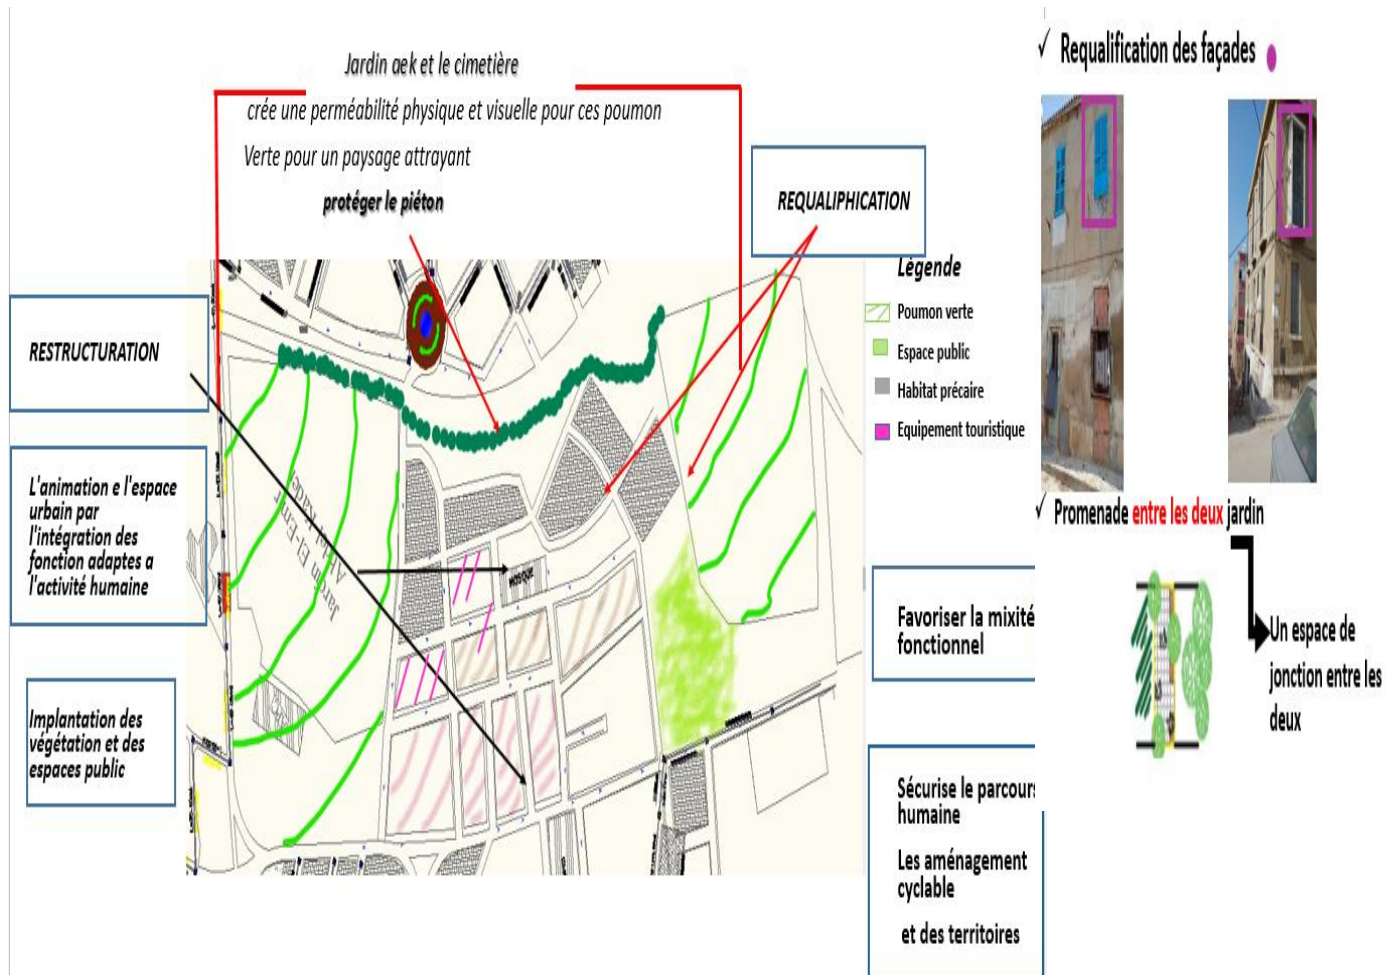 Jardin aek et le cimetière
crée une perméabilité physique et visuelle pour ces poumon
Verte pour un paysage attrayant
protéger le piéton
REQUALIPHICATION
RESTRUCTURATION
L'animation e l'espace
urbain par
l'intégration des
fonction adaptes a
l'activité humaine
Implantation des
végétation et des
espaces public
Jardin El-Emir
MOSQUE
Légende
Poumon verte
Espace public
Habitat précaire
Equipement touristique
Favoriser la mixité
fonctionnel
Sécurise le parcours
humaine
Les aménagement
cyclable
et des territoires
✓ Requalification des façades
✓ Promenade entre les deux jardin
Un espace de
jonction entre les
deux